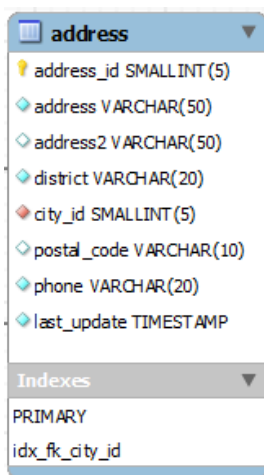 address
address_id SMALLINT(5)
address VARCHAR(50)
address2 VARCHAR(50)
district VARCHAR(20)
city_id SMALLINT(5)
postal_code VARCHAR(10)
phone VARCHAR(20)
last_update TIMESTAMP
Indexes
PRIMARY
idx_fk_city_id